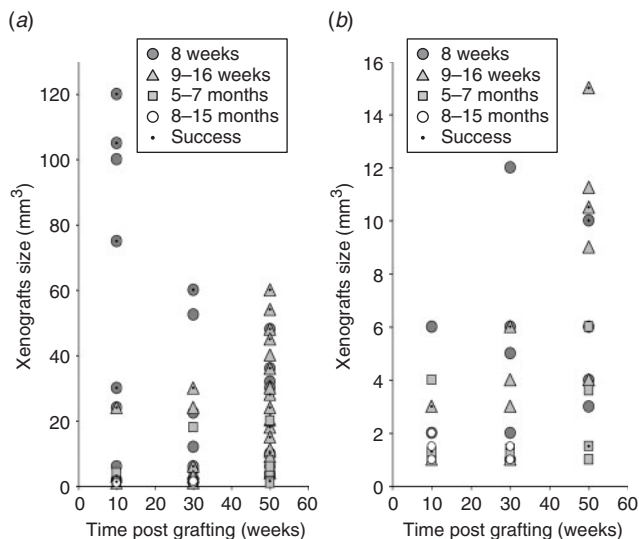 (a)
8 weeks
9–16 weeks
5–7 months
8–15 months
Success
120
100
80
60
40
20
0
Xenografts size (mm³)
0 10 20 30 40 50 60
Time post grafting (weeks)
(b)
8 weeks
9–16 weeks
5–7 months
8–15 months
Success
16
14
12
10
8
6
4
2
0
Xenografts size (mm³)
0 10 20 30 40 50 60
Time post grafting (weeks)